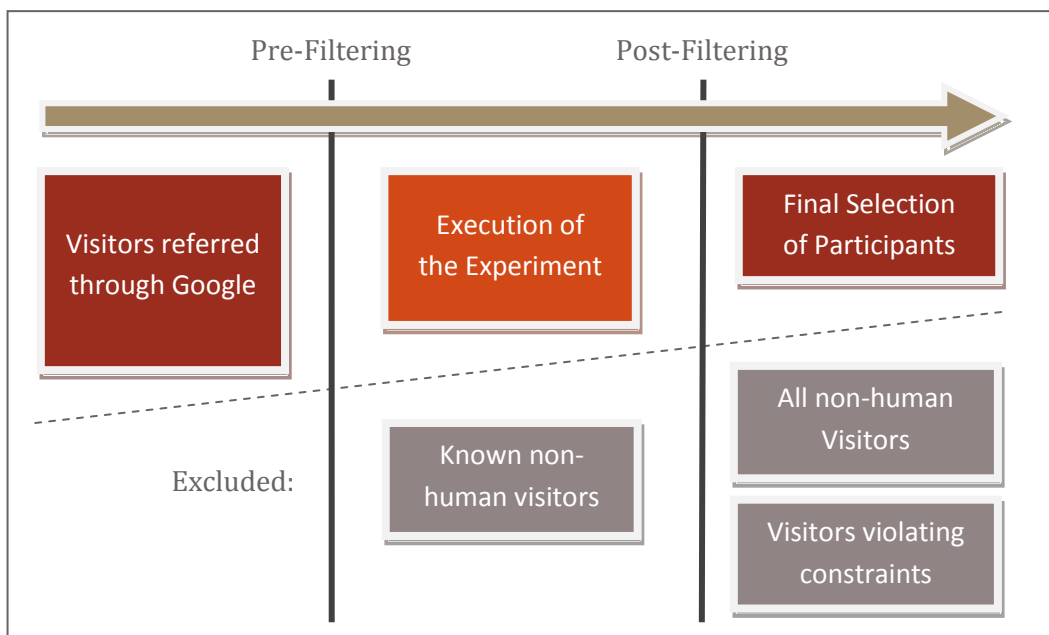 Pre-Filtering
Post-Filtering
Visitors referred
through Google
Execution of
the Experiment
Final Selection
of Participants
Excluded:
Known non-
human visitors
All non-human
Visitors
Visitors violating
constraints